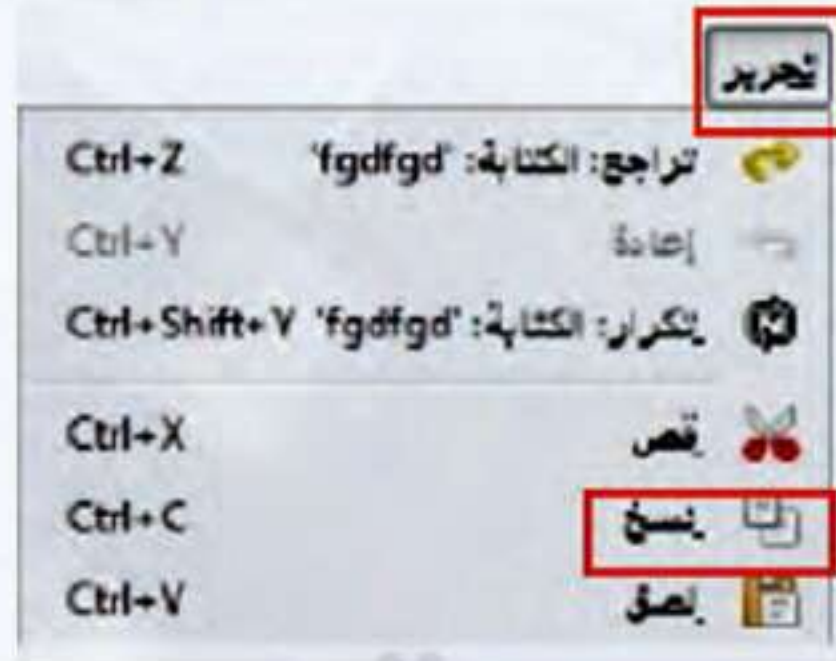 تحرير
تراجع: الكتابة: 'fgdfgd' Ctrl+Z
إعادة Ctrl+Y
تكرار: الكتابة: 'fgdfgd' Ctrl+Shift+Y
قص Ctrl+X
نسخ Ctrl+C
لصق Ctrl+V